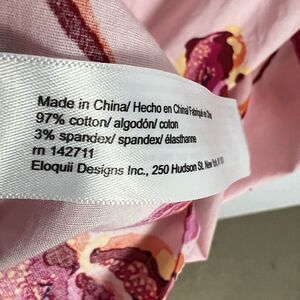 Made in China/ Hecho en China/ Fabriqué en Chine
97% cotton/ algodón/ coton
3% spandex/ spandex/ élasthanne
rn 142711
Eloquii Designs Inc., 250 Hudson St. New York,